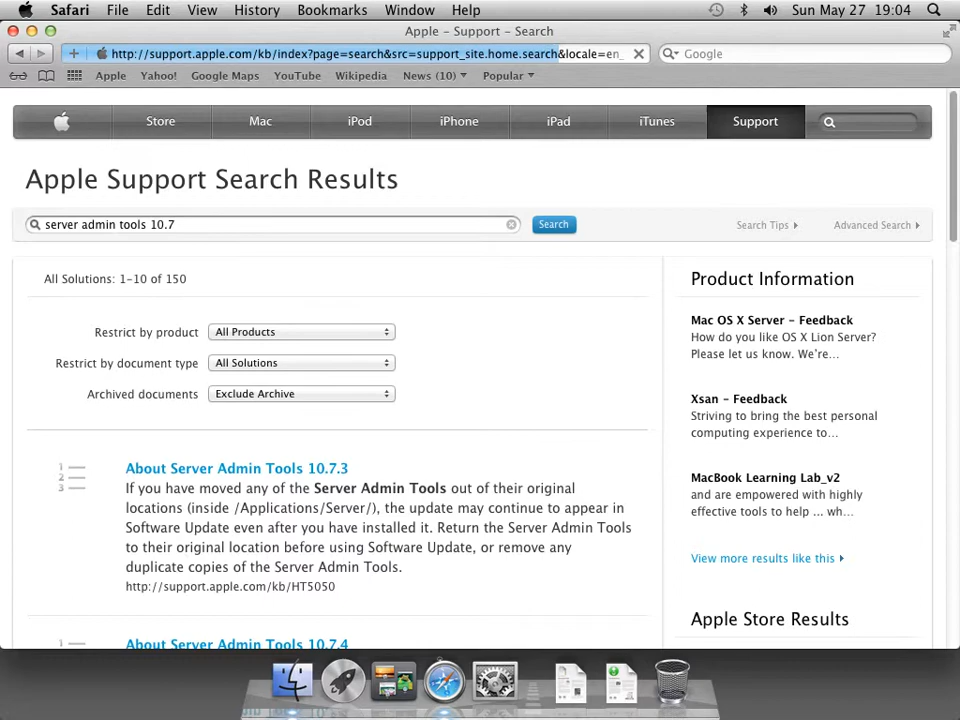 Safari File Edit View History Bookmarks Window Help Sun May 27 19:04
Apple – Support – Search
http://support.apple.com/kb/index?page=search&src=support_site.home.search&locale=en_
Google
Apple Yahoo! Google Maps YouTube Wikipedia News (10) Popular
Store Mac iPod iPhone iPad iTunes Support
Apple Support Search Results
server admin tools 10.7 Search Search Tips Advanced Search
All Solutions: 1–10 of 150
Restrict by product All Products
Restrict by document type All Solutions
Archived documents Exclude Archive
About Server Admin Tools 10.7.3
If you have moved any of the Server Admin Tools out of their original
locations (inside /Applications/Server/), the update may continue to appear in
Software Update even after you have installed it. Return the Server Admin Tools
to their original location before using Software Update, or remove any
duplicate copies of the Server Admin Tools.
http://support.apple.com/kb/HT5050
About Server Admin Tools 10.7.4
Product Information
Mac OS X Server – Feedback
How do you like OS X Lion Server?
Please let us know. We're...
Xsan – Feedback
Striving to bring the best personal
computing experience to...
MacBook Learning Lab_v2
and are empowered with highly
effective tools to help ... wh...
View more results like this
Apple Store Results